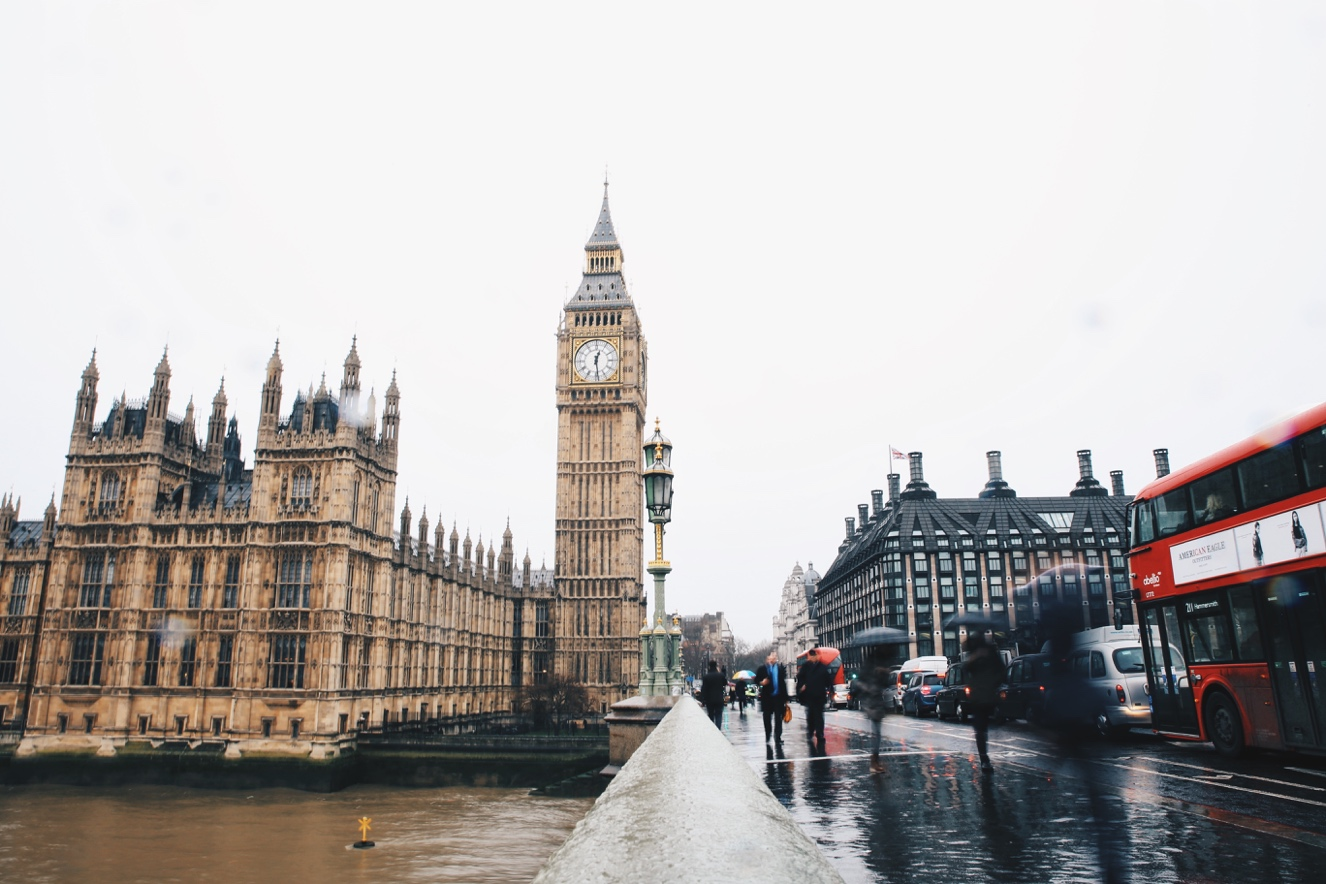 AMERICAN EAGLE
OUTFITTERS
abellio
211 Hammersmith